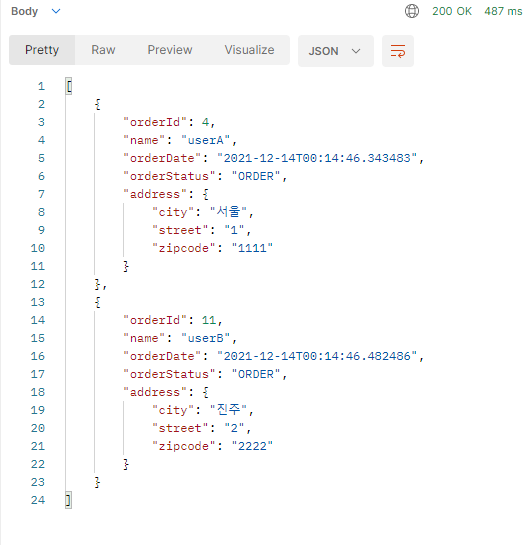 Body 200 OK 487 ms
Pretty Raw Preview Visualize JSON
1 [
2 {
3 "orderId": 4,
4 "name": "userA",
5 "orderDate": "2021-12-14T00:14:46.343483",
6 "orderStatus": "ORDER",
7 "address": {
8 "city": "서울",
9 "street": "1",
10 "zipcode": "1111"
11 }
12 },
13 {
14 "orderId": 11,
15 "name": "userB",
16 "orderDate": "2021-12-14T00:14:46.482486",
17 "orderStatus": "ORDER",
18 "address": {
19 "city": "진주",
20 "street": "2",
21 "zipcode": "2222"
22 }
23 }
24 ]